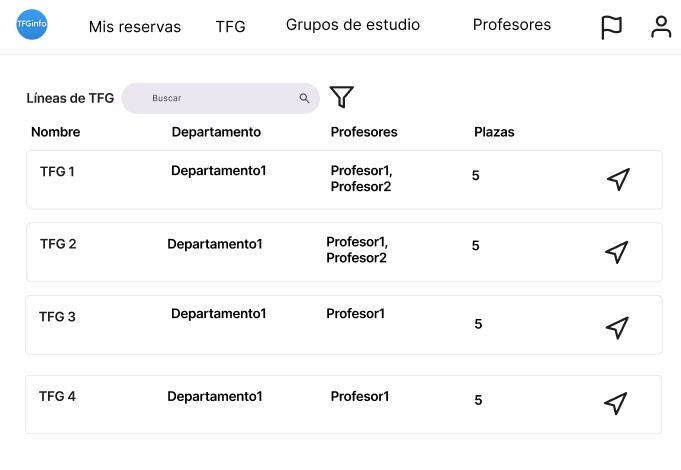 TFGinfo Mis reservas TFG Grupos de estudio Profesores
Líneas de TFG Buscar
Nombre Departamento Profesores Plazas
TFG 1 Departamento1 Profesor1, 5
Profesor2
TFG 2 Departamento1 Profesor1, 5
Profesor2
TFG 3 Departamento1 Profesor1 5
TFG 4 Departamento1 Profesor1 5